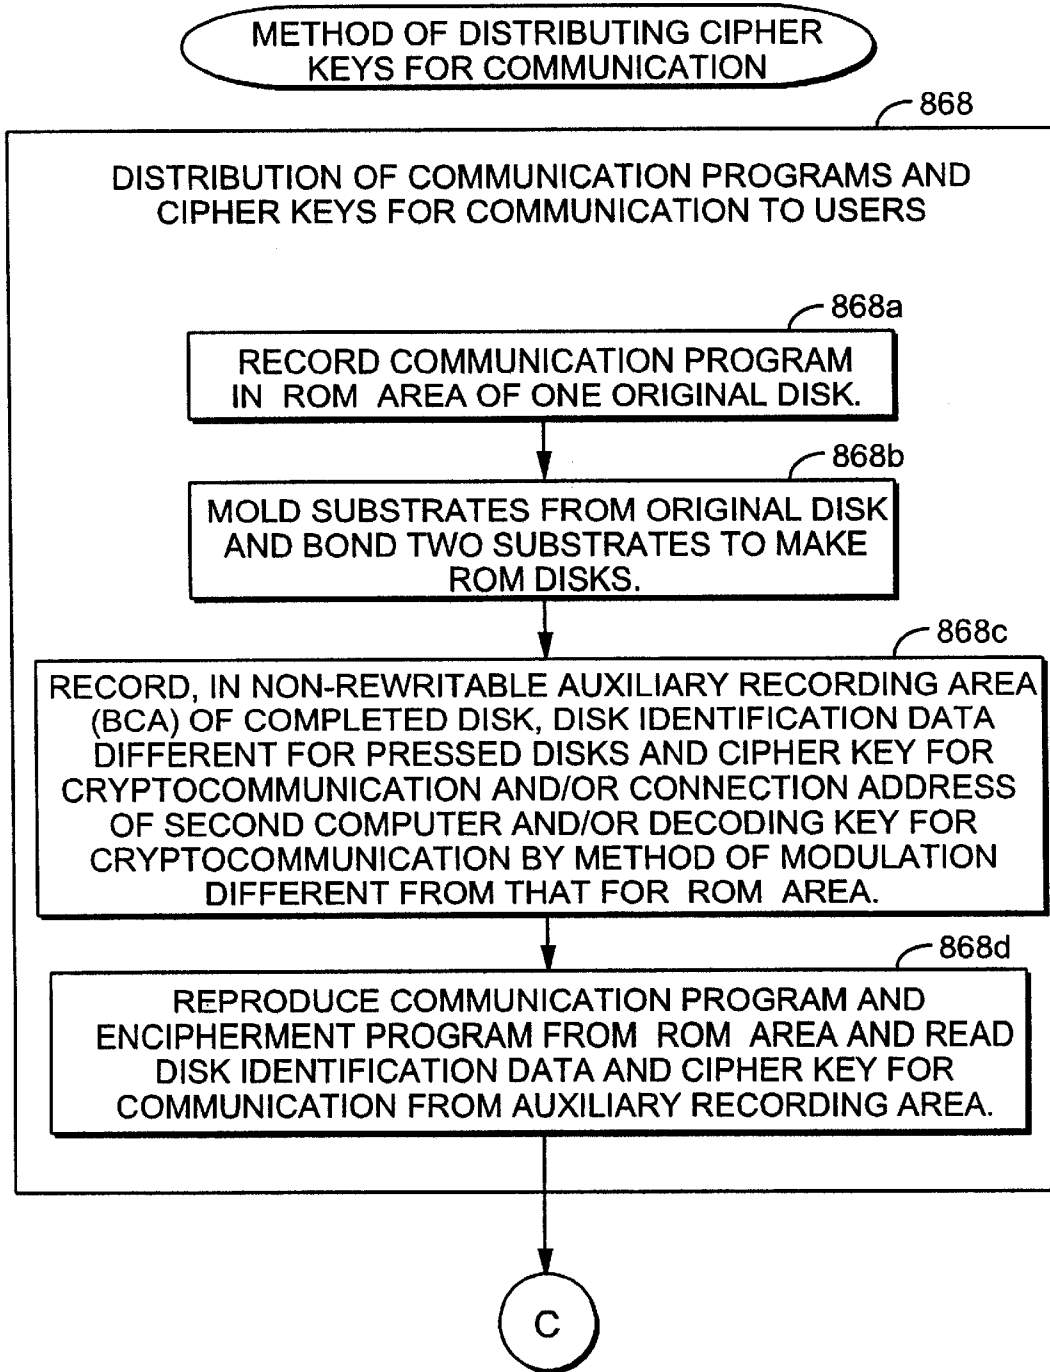 METHOD OF DISTRIBUTING CIPHER
KEYS FOR COMMUNICATION
868
DISTRIBUTION OF COMMUNICATION PROGRAMS AND
CIPHER KEYS FOR COMMUNICATION TO USERS
868a
RECORD COMMUNICATION PROGRAM
IN ROM AREA OF ONE ORIGINAL DISK.
868b
MOLD SUBSTRATES FROM ORIGINAL DISK
AND BOND TWO SUBSTRATES TO MAKE
ROM DISKS.
868c
RECORD, IN NON-REWRITABLE AUXILIARY RECORDING AREA
(BCA) OF COMPLETED DISK, DISK IDENTIFICATION DATA
DIFFERENT FOR PRESSED DISKS AND CIPHER KEY FOR
CRYPTOCOMMUNICATION AND/OR CONNECTION ADDRESS
OF SECOND COMPUTER AND/OR DECODING KEY FOR
CRYPTOCOMMUNICATION BY METHOD OF MODULATION
DIFFERENT FROM THAT FOR ROM AREA.
868d
REPRODUCE COMMUNICATION PROGRAM AND
ENCIPHERMENT PROGRAM FROM ROM AREA AND READ
DISK IDENTIFICATION DATA AND CIPHER KEY FOR
COMMUNICATION FROM AUXILIARY RECORDING AREA.
C